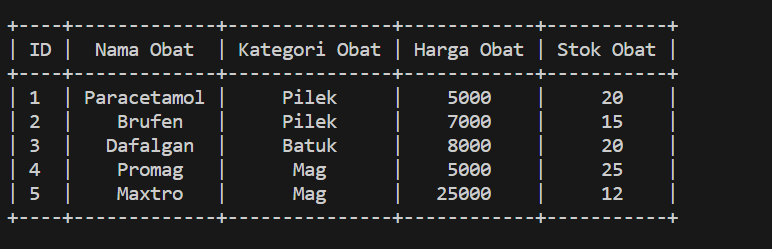 +----+-------------+---------------+------------+-----------+
| ID |  Nama Obat  | Kategori Obat | Harga Obat | Stok Obat |
+----+-------------+---------------+------------+-----------+
| 1  | Paracetamol |     Pilek     |    5000    |     20    |
| 2  |    Brufen   |     Pilek     |    7000    |     15    |
| 3  |   Dafalgan  |     Batuk     |    8000    |     20    |
| 4  |    Promag   |      Mag      |    5000    |     25    |
| 5  |    Maxtro   |      Mag      |   25000    |     12    |
+----+-------------+---------------+------------+-----------+